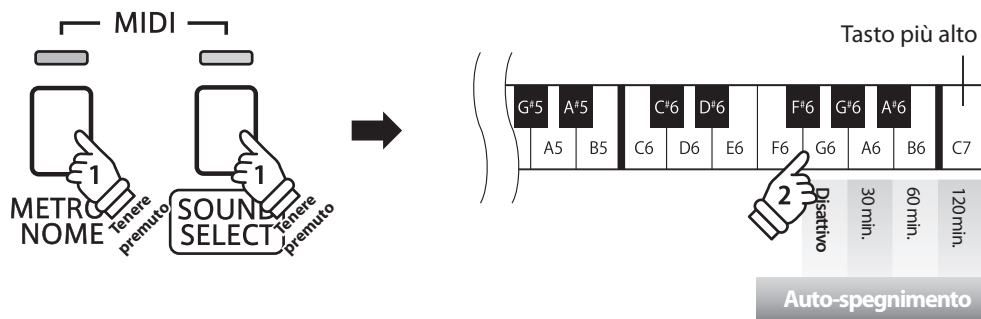 MIDI
1
1
METRO
NOME
Tenere
premuto
SOUND
SELECT
Tenere
premuto
Tasto più alto
G#5 A#5 C#6 D#6 F#6 G#6 A#6
A5 B5 C6 D6 E6 F6 G6 A6 B6 C7
2
Disattivo
30 min.
60 min.
120 min.
Auto-spegnimento